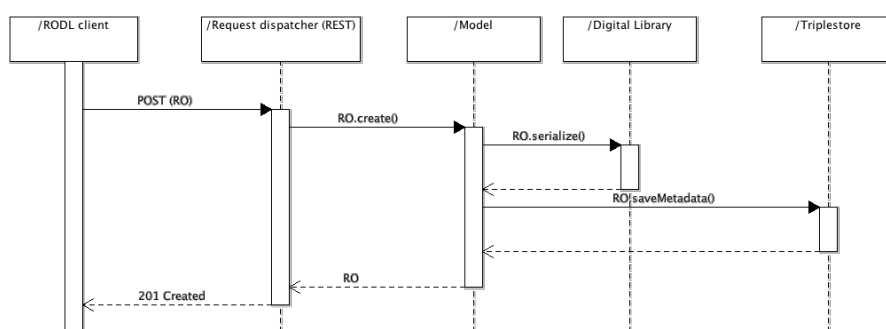 /RODL client
/Request dispatcher (REST)
/Model
/Digital Library
/Triplestore
POST (RO)
RO.create()
RO.serialize()
RO.saveMetadata()
RO
201 Created